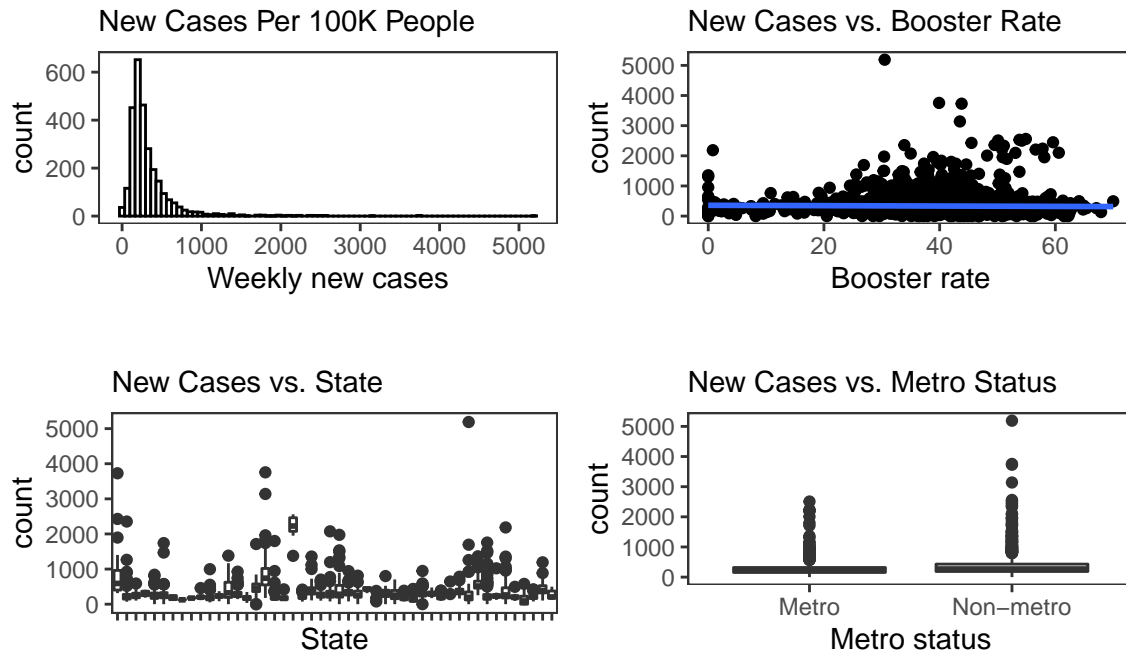 New Cases Per 100K People
count
600
400
200
0
0 1000 2000 3000 4000 5000
Weekly new cases
New Cases vs. Booster Rate
count
5000
4000
3000
2000
1000
0
0 20 40 60
Booster rate
New Cases vs. State
count
5000
4000
3000
2000
1000
0
State
New Cases vs. Metro Status
count
5000
4000
3000
2000
1000
0
Metro Non−metro
Metro status